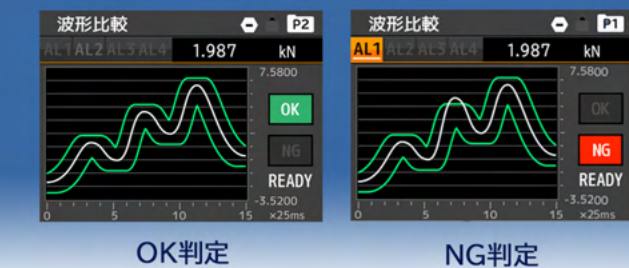 波形比較 P2
AL1 AL2 AL3 AL4 1.987 kN
7.5800
OK
NG
READY
-3.5200
0 5 10 15 ×25ms
OK判定
波形比較 P1
AL1 AL2 AL3 AL4 1.987 kN
7.5800
OK
NG
READY
-3.5200
0 5 10 15 ×25ms
NG判定